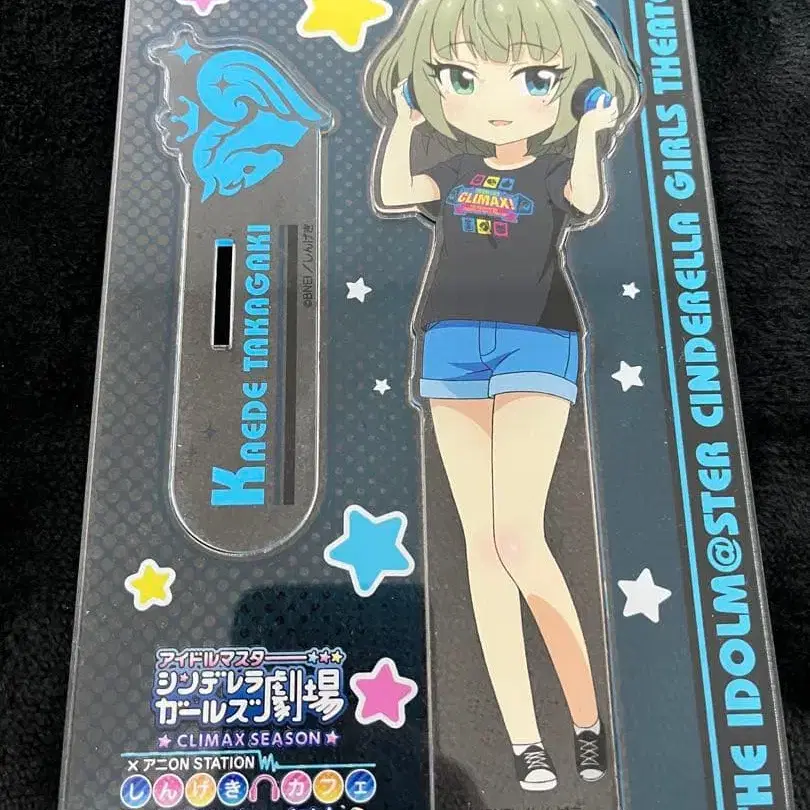 KAEDE TAKAGAKI
©BNEI／しんげき
CLIMAX!
THE IDOLM@STER CINDERELLA GIRLS THEATE
アイドルマスター
シンデレラ
ガールズ劇場
CLIMAX SEASON
× アニON STATION
しんげきカフェ